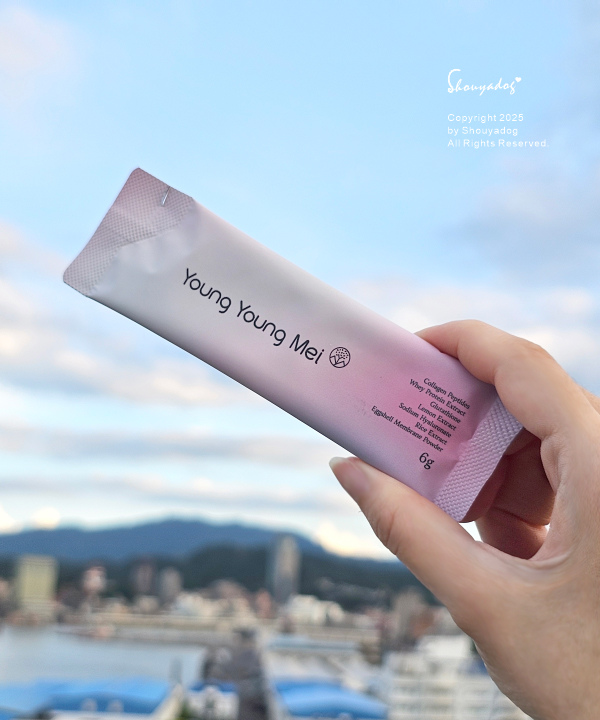 Shouyadog
Copyright 2025
by Shouyadog
All Rights Reserved.
Young Young Mei
Collagen Peptides
Whey Protein Extract
Glutathione
Lemon Extract
Sodium Hyaluronate
Rice Extract
Eggshell Membrane Powder
6g